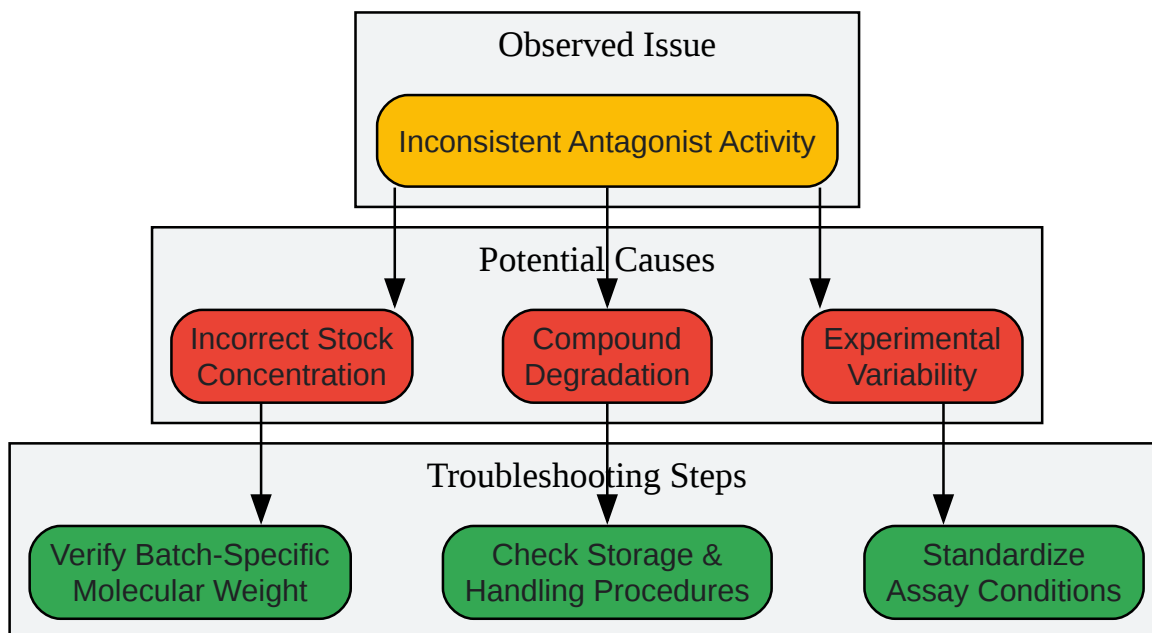 Observed Issue
Inconsistent Antagonist Activity
Potential Causes
Incorrect Stock
Concentration
Compound
Degradation
Experimental
Variability
Troubleshooting Steps
Verify Batch-Specific
Molecular Weight
Check Storage &
Handling Procedures
Standardize
Assay Conditions